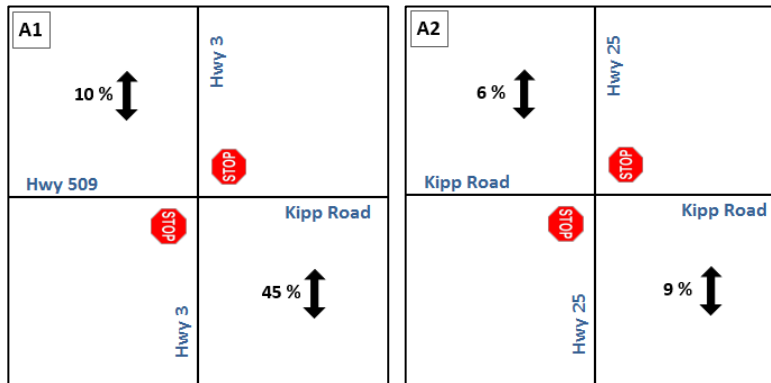 A1
Hwy 3
10 %
STOP
Hwy 509
STOP
Kipp Road
Hwy 3
45 %
A2
Hwy 25
6 %
STOP
Kipp Road
STOP
Kipp Road
Hwy 25
9 %